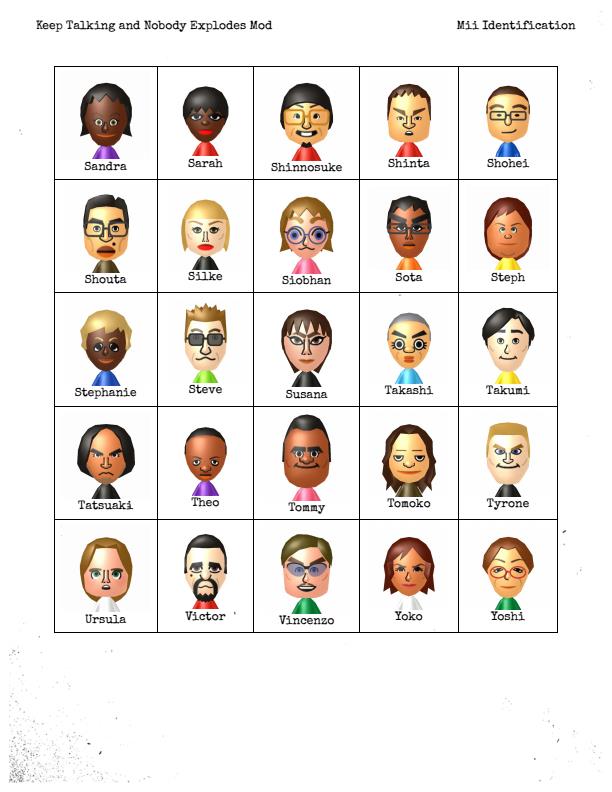 Keep Talking and Nobody Explodes Mod Mii Identification
Sandra Sarah Shinnosuke Shinta Shohei
Shouta Silke Siobhan Sota Steph
Stephanie Steve Susana Takashi Takumi
Tatsuaki Theo Tommy Tomoko Tyrone
Ursula Victor Vincenzo Yoko Yoshi